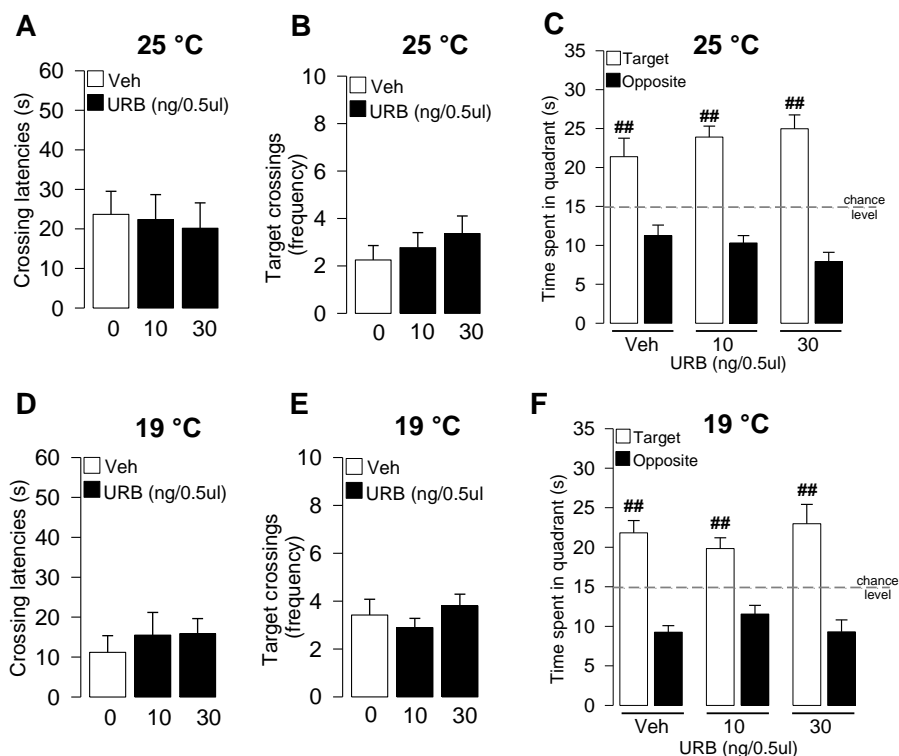 A
25 °C
Crossing latencies (s)
60
50
40
30
20
10
0
Veh
URB (ng/0.5ul)
0 10 30
B
25 °C
Target crossings
(frequency)
10
8
6
4
2
0
Veh
URB (ng/0.5ul)
0 10 30
C
25 °C
Time spent in quadrant (s)
35
30
25
20
15
10
5
0
Target
Opposite
## ## ##
chance
level
Veh 10 30
URB (ng/0.5ul)
D
19 °C
Crossing latencies (s)
60
50
40
30
20
10
0
Veh
URB (ng/0.5ul)
0 10 30
E
19 °C
Target crossings
(frequency)
10
8
6
4
2
0
Veh
URB (ng/0.5ul
0 10 30
F
19 °C
Time spent in quadrant (s)
35
30
25
20
15
10
5
0
Target
Opposite
## ## ##
chance
level
Veh 10 30
URB (ng/0.5ul)